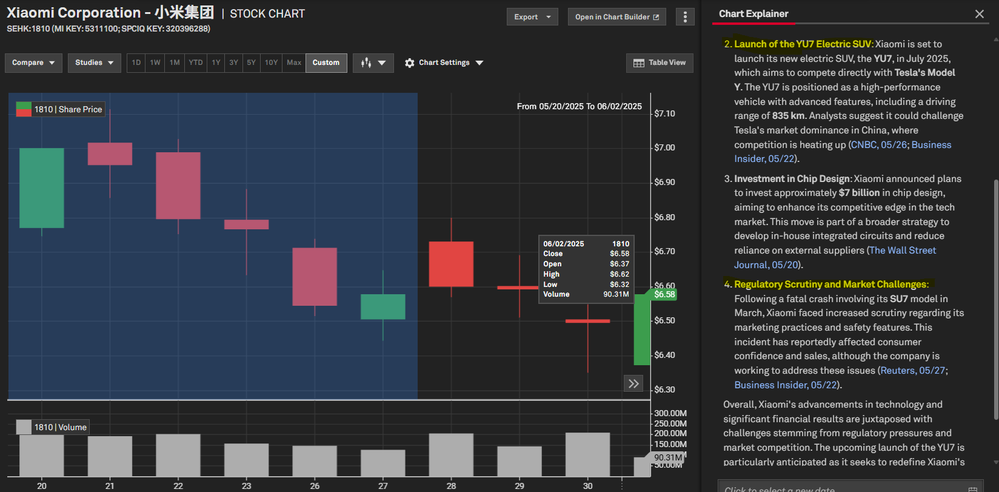 Xiaomi Corporation - 小米集团 | STOCK CHART
SEHK:1810 (MI KEY: 5311100; SPCIQ KEY: 320396288)
Export
Open in Chart Builder
Compare
Studies
1D 1W 1M YTD 1Y 3Y 5Y 10Y Max Custom
Chart Settings
Table View
1810 | Share Price
From 05/20/2025 To 06/02/2025
$7.10
$7.00
$6.90
$6.80
$6.70
$6.60
$6.58
$6.50
$6.40
$6.30
06/02/2025 1810
Close $6.58
Open $6.37
High $6.62
Low $6.32
Volume 90.31M
1810 | Volume
300.00M
250.00M
200.00M
150.00M
90.31M
50.00M
20 21 22 23 26 27 28 29 30
Chart Explainer
2. Launch of the YU7 Electric SUV: Xiaomi is set to
launch its new electric SUV, the YU7, in July 2025,
which aims to compete directly with Tesla's Model
Y. The YU7 is positioned as a high-performance
vehicle with advanced features, including a driving
range of 835 km. Analysts suggest it could challenge
Tesla's market dominance in China, where
competition is heating up (CNBC, 05/26; Business
Insider, 05/22).
3. Investment in Chip Design: Xiaomi announced plans
to invest approximately $7 billion in chip design,
aiming to enhance its competitive edge in the tech
market. This move is part of a broader strategy to
develop in-house integrated circuits and reduce
reliance on external suppliers (The Wall Street
Journal, 05/20).
4. Regulatory Scrutiny and Market Challenges:
Following a fatal crash involving its SU7 model in
March, Xiaomi faced increased scrutiny regarding its
marketing practices and safety features. This
incident has reportedly affected consumer
confidence and sales, although the company is
working to address these issues (Reuters, 05/27;
Business Insider, 05/22).
Overall, Xiaomi's advancements in technology and
significant financial results are juxtaposed with
challenges stemming from regulatory pressures and
market competition. The upcoming launch of the YU7 is
particularly anticipated as it seeks to redefine Xiaomi's
Click to select a new date